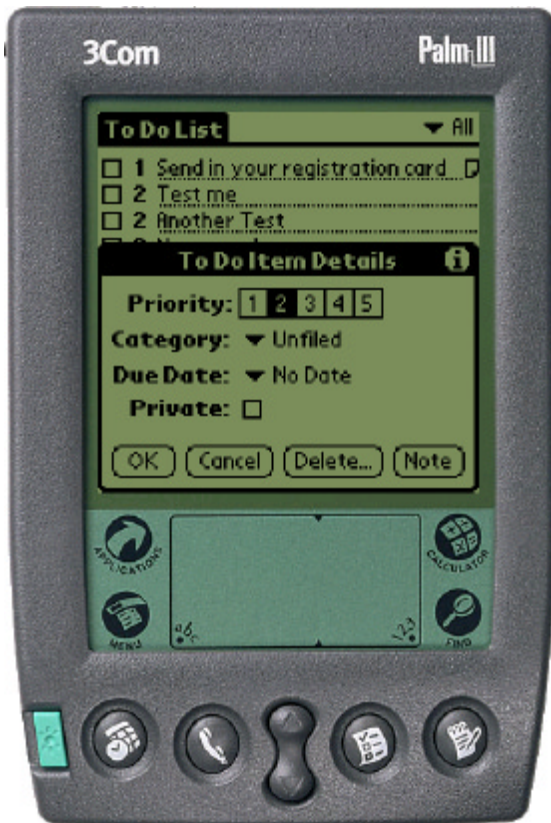 3Com Palm III
To Do List All
1 Send in your registration card
2 Test me
2 Another Test
To Do Item Details i
Priority: 1 2 3 4 5
Category: Unfiled
Due Date: No Date
Private:
OK Cancel Delete... Note
APPLICATIONS CALCULATOR
abc 123
MENU FIND